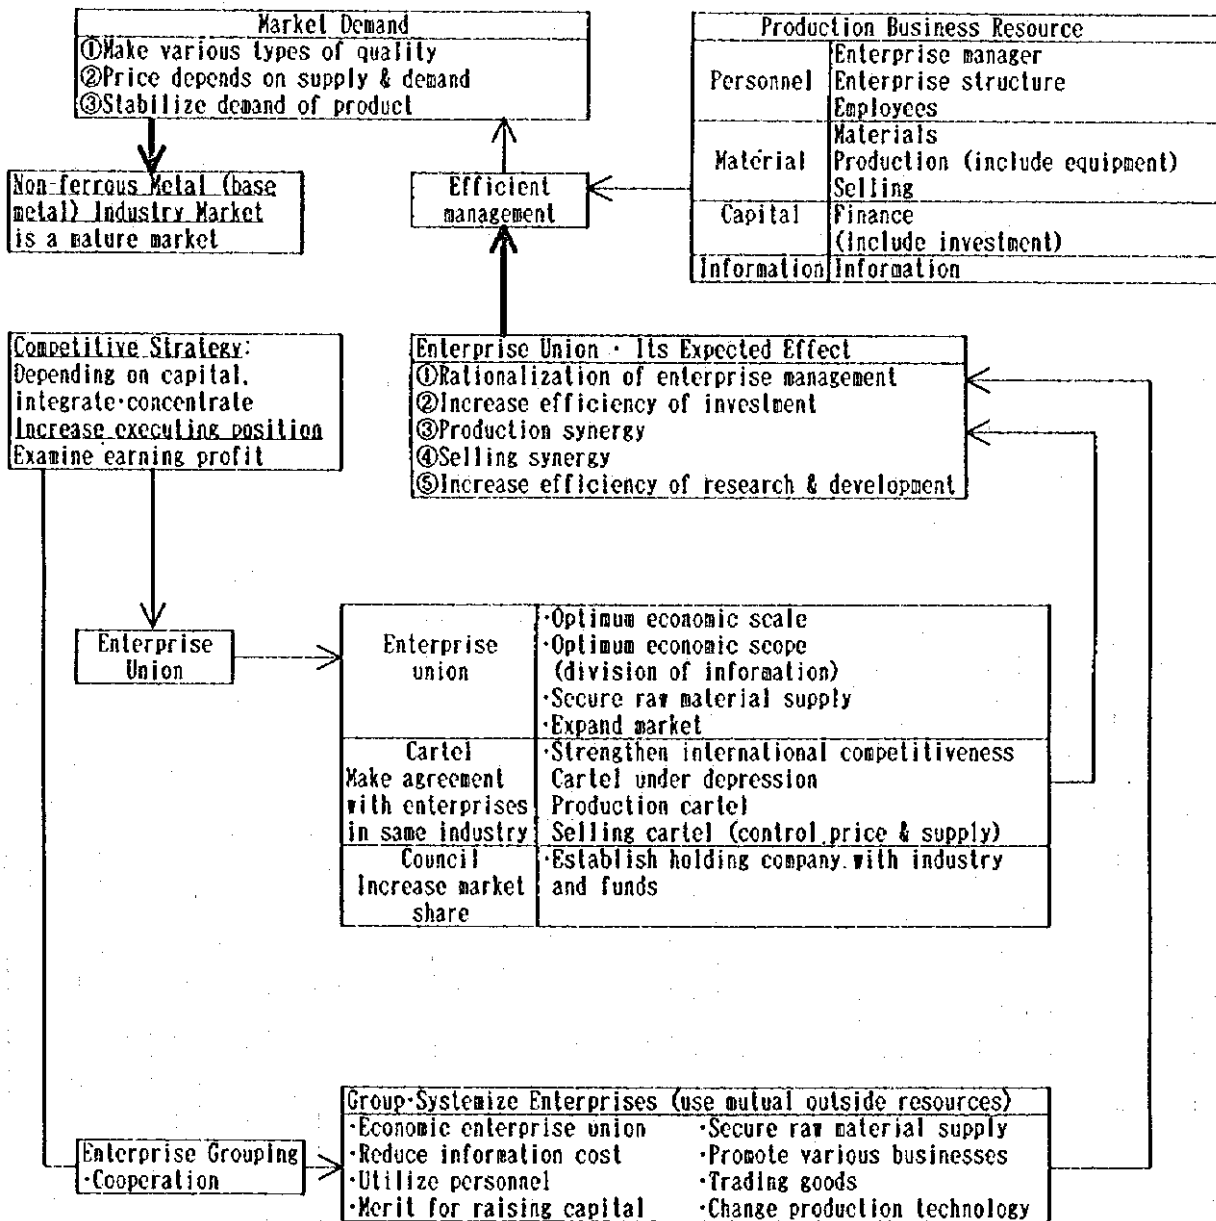 Market Demand
①Make various types of quality
②Price depends on supply & demand
③Stabilize demand of product
Production Business Resource
Personnel
Enterprise manager
Enterprise structure
Employees
Material
Materials
Production (include equipment)
Selling
Capital
Finance
(Include investment)
Information
Information
Non-ferrous Metal (base
metal) Industry Market
is a mature market
Efficient
management
Competitive Strategy:
Depending on capital.
integrate·concentrate
Increase executing position
Examine earning profit
Enterprise Union · Its Expected Effect
①Rationalization of enterprise management
②Increase efficiency of investment
③Production synergy
④Selling synergy
⑤Increase efficiency of research & development
Enterprise
Union
Enterprise
union
·Optimum economic scale
·Optimum economic scope
(division of information)
·Secure raw material supply
·Expand market
Cartel
Make agreement
with enterprises
in same industry
·Strengthen international competitiveness
Cartel under depression
Production cartel
Selling cartel (control price & supply)
Council
Increase market
share
·Establish holding company with industry
and funds
Enterprise Grouping
·Cooperation
Group·Systemize Enterprises (use mutual outside resources)
·Economic enterprise union
·Reduce information cost
·Utilize personnel
·Merit for raising capital
·Secure raw material supply
·Promote various businesses
·Trading goods
·Change production technology